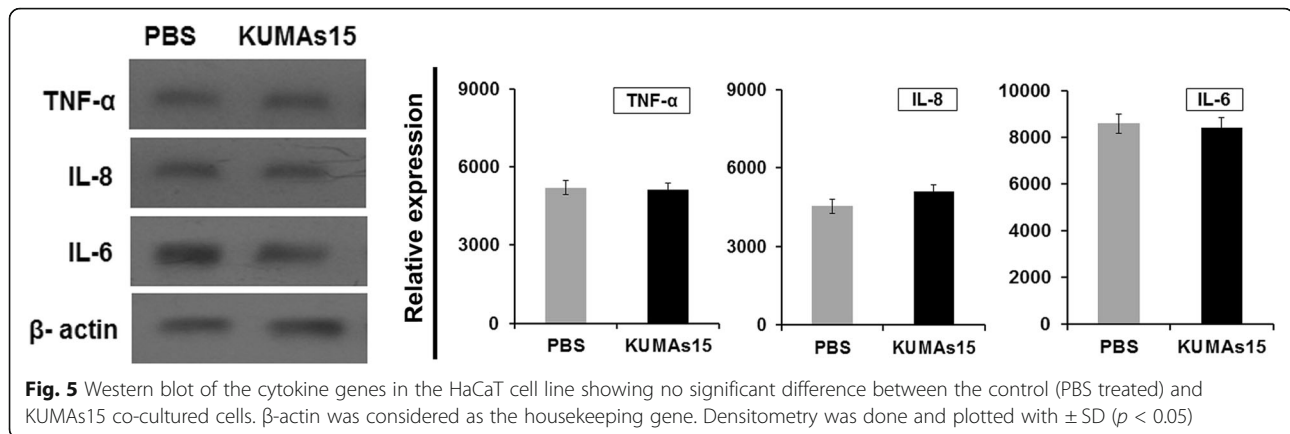 PBS KUMAs15
TNF-α
IL-8
IL-6
β- actin
Relative expression
9000
6000
3000
0
TNF-α
PBS KUMAs15
9000
6000
3000
0
IL-8
PBS KUMAs15
10000
8000
6000
4000
2000
0
IL-6
PBS KUMAs15
Fig. 5 Western blot of the cytokine genes in the HaCaT cell line showing no significant difference between the control (PBS treated) and
KUMAs15 co-cultured cells. β-actin was considered as the housekeeping gene. Densitometry was done and plotted with ± SD (p < 0.05)